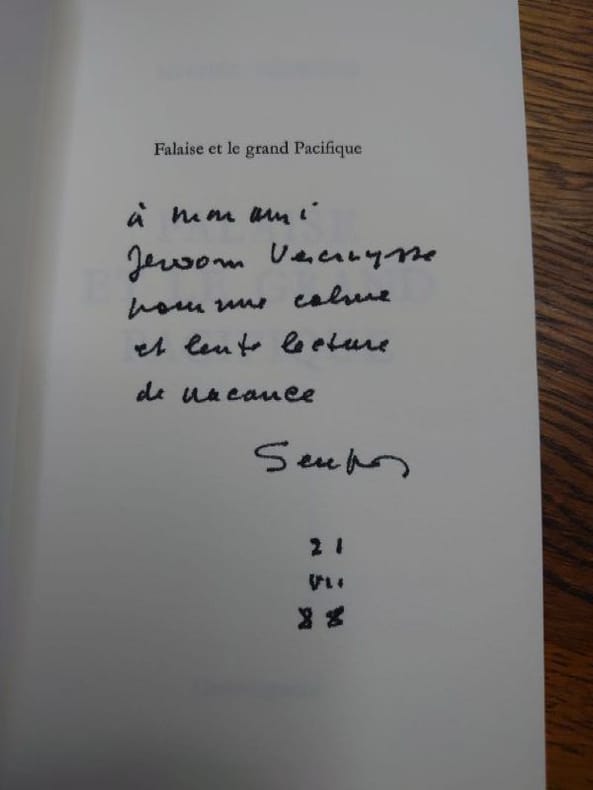 Falaise et le grand Pacifique
à mon ami
Jeroom Vercruysse
pour une calme
et lente lecture
de vacance
21
VII
88